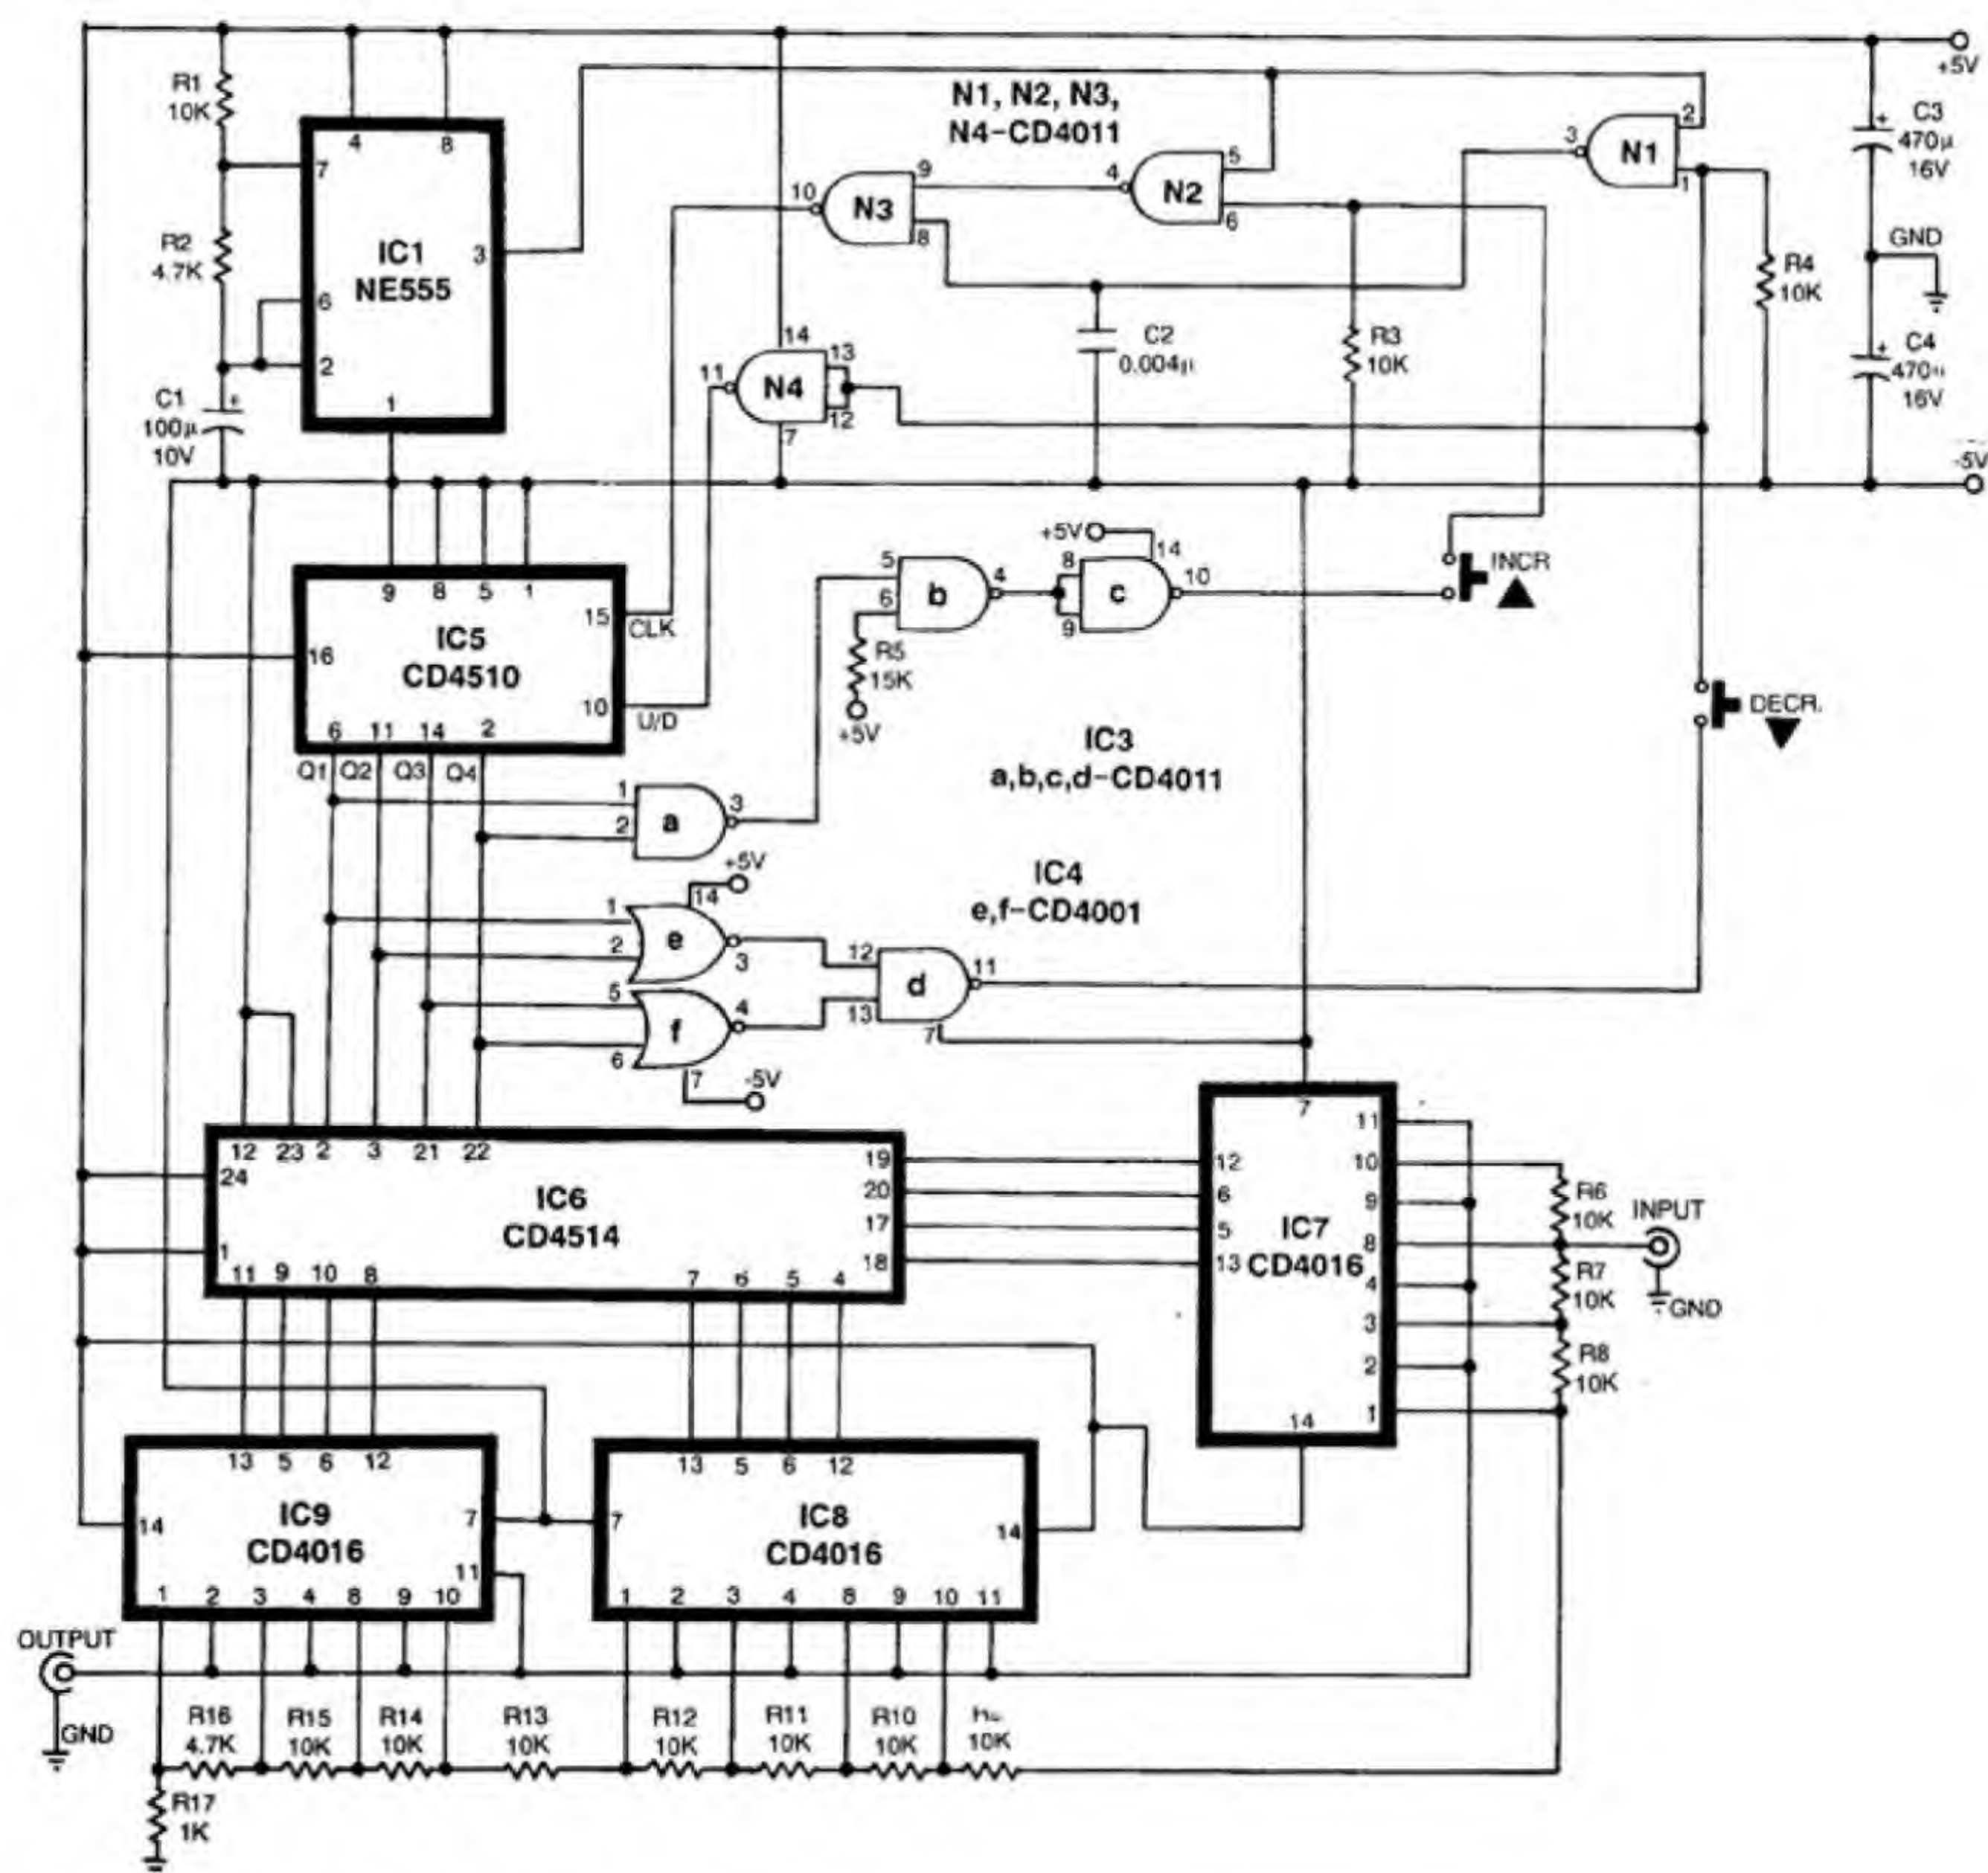 +5V
R1
10K
N1, N2, N3,
N4-CD4011
4
8
7
IC1
NE555
3
R2
4.7K
6
2
C1
+
100µ
10V
1
10
N3
9
8
4
N2
5
6
3
N1
2
1
C3
+
470µ
16V
GND
R4
10K
C4
+
16V
14
11
N4
13
12
7
C2
R3
10K
-5V
9
8
5
1
16
IC5
CD4510
15
CLK
10
U/D
6
11
14
2
Q1
Q2
Q3
Q4
+5V
14
5
6
b
4
8
9
c
10
INCR
R5
15K
+5V
DECR.
IC3
a,b,c,d-CD4011
1
2
a
3
IC4
e,f-CD4001
+5V
14
1
2
e
3
5
6
f
4
7
-5V
12
13
d
11
7
12
23
2
3
21
22
24
1
IC6
CD4514
19
20
17
18
11
9
10
8
7
6
5
4
7
12
6
5
13
IC7
CD4016
11
10
9
8
4
3
2
1
14
R6
10K
INPUT
R7
10K
GND
R8
10K
13
5
6
12
14
IC9
CD4016
7
11
1
2
3
4
8
9
10
13
5
6
12
7
IC8
CD4016
14
1
2
3
4
8
9
10
11
OUTPUT
GND
R16
4.7K
R15
10K
R14
10K
R13
10K
R12
10K
R11
10K
R10
10K
10K
R17
1K